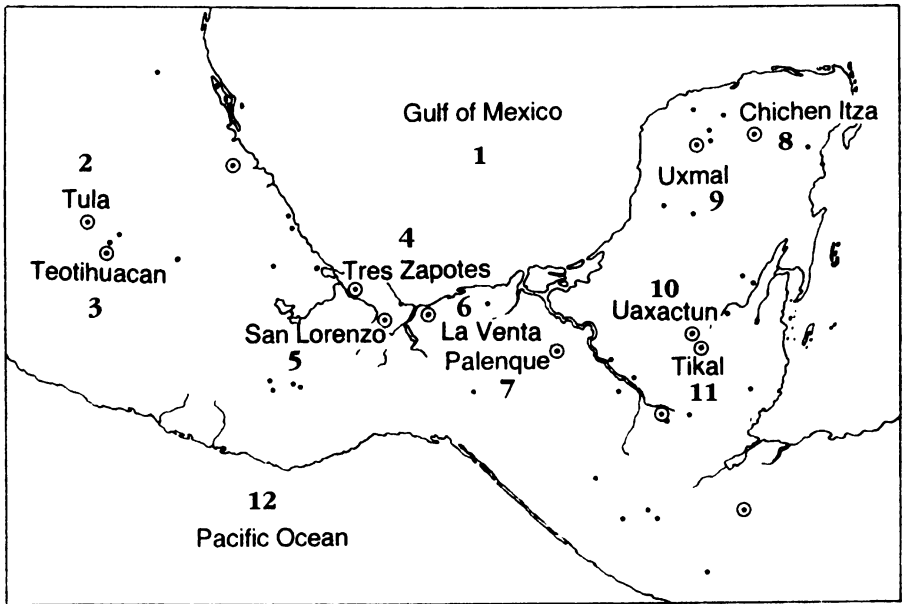 Gulf of Mexico
1
Chichen Itza
8
Uxmal
9
2
Tula
Teotihuacan
3
4
Tres Zapotes
San Lorenzo
5
6
La Venta
Palenque
7
10
Uaxactun
Tikal
11
12
Pacific Ocean